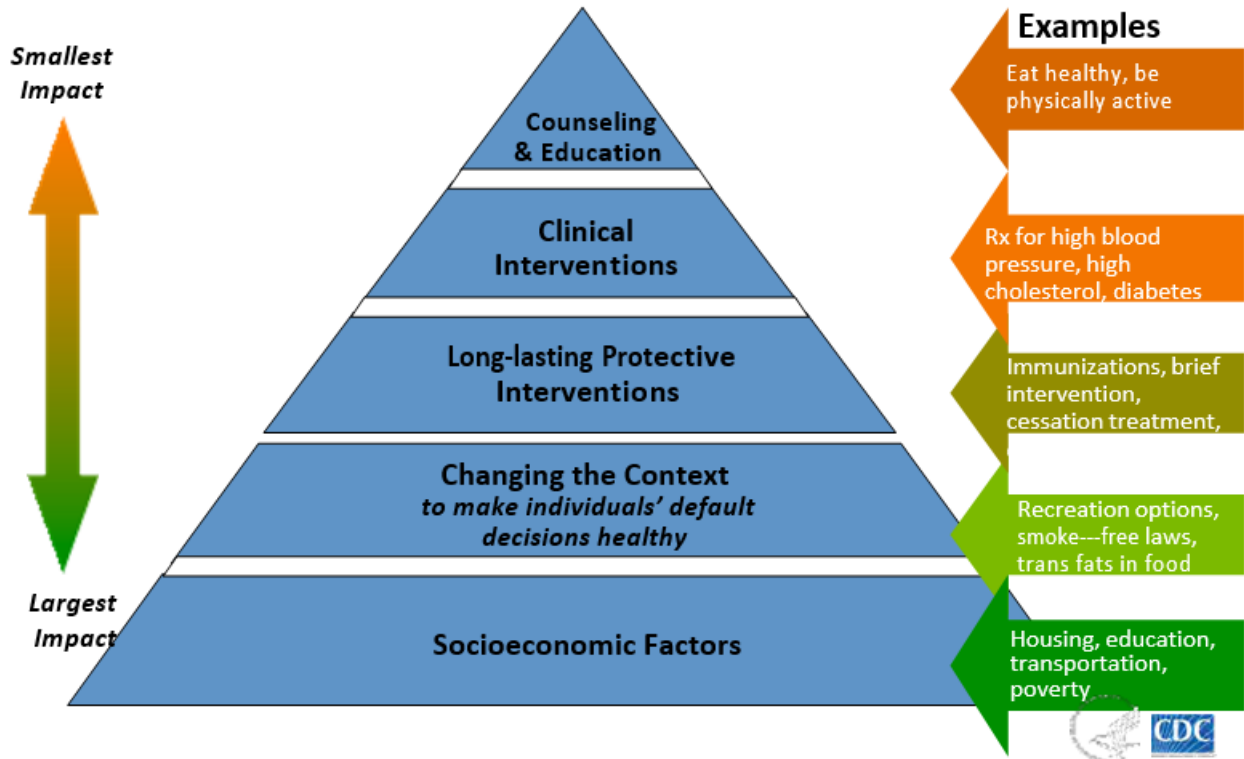 Smallest
Impact
Largest
Impact
Counseling
& Education
Clinical
Interventions
Long-lasting Protective
Interventions
Changing the Context
to make individuals’ default
decisions healthy
Socioeconomic Factors
Examples
Eat healthy, be
physically active
Rx for high blood
pressure, high
cholesterol, diabetes
Immunizations, brief
intervention,
cessation treatment,
Recreation options,
smoke---free laws,
trans fats in food
Housing, education,
transportation,
poverty
CDC